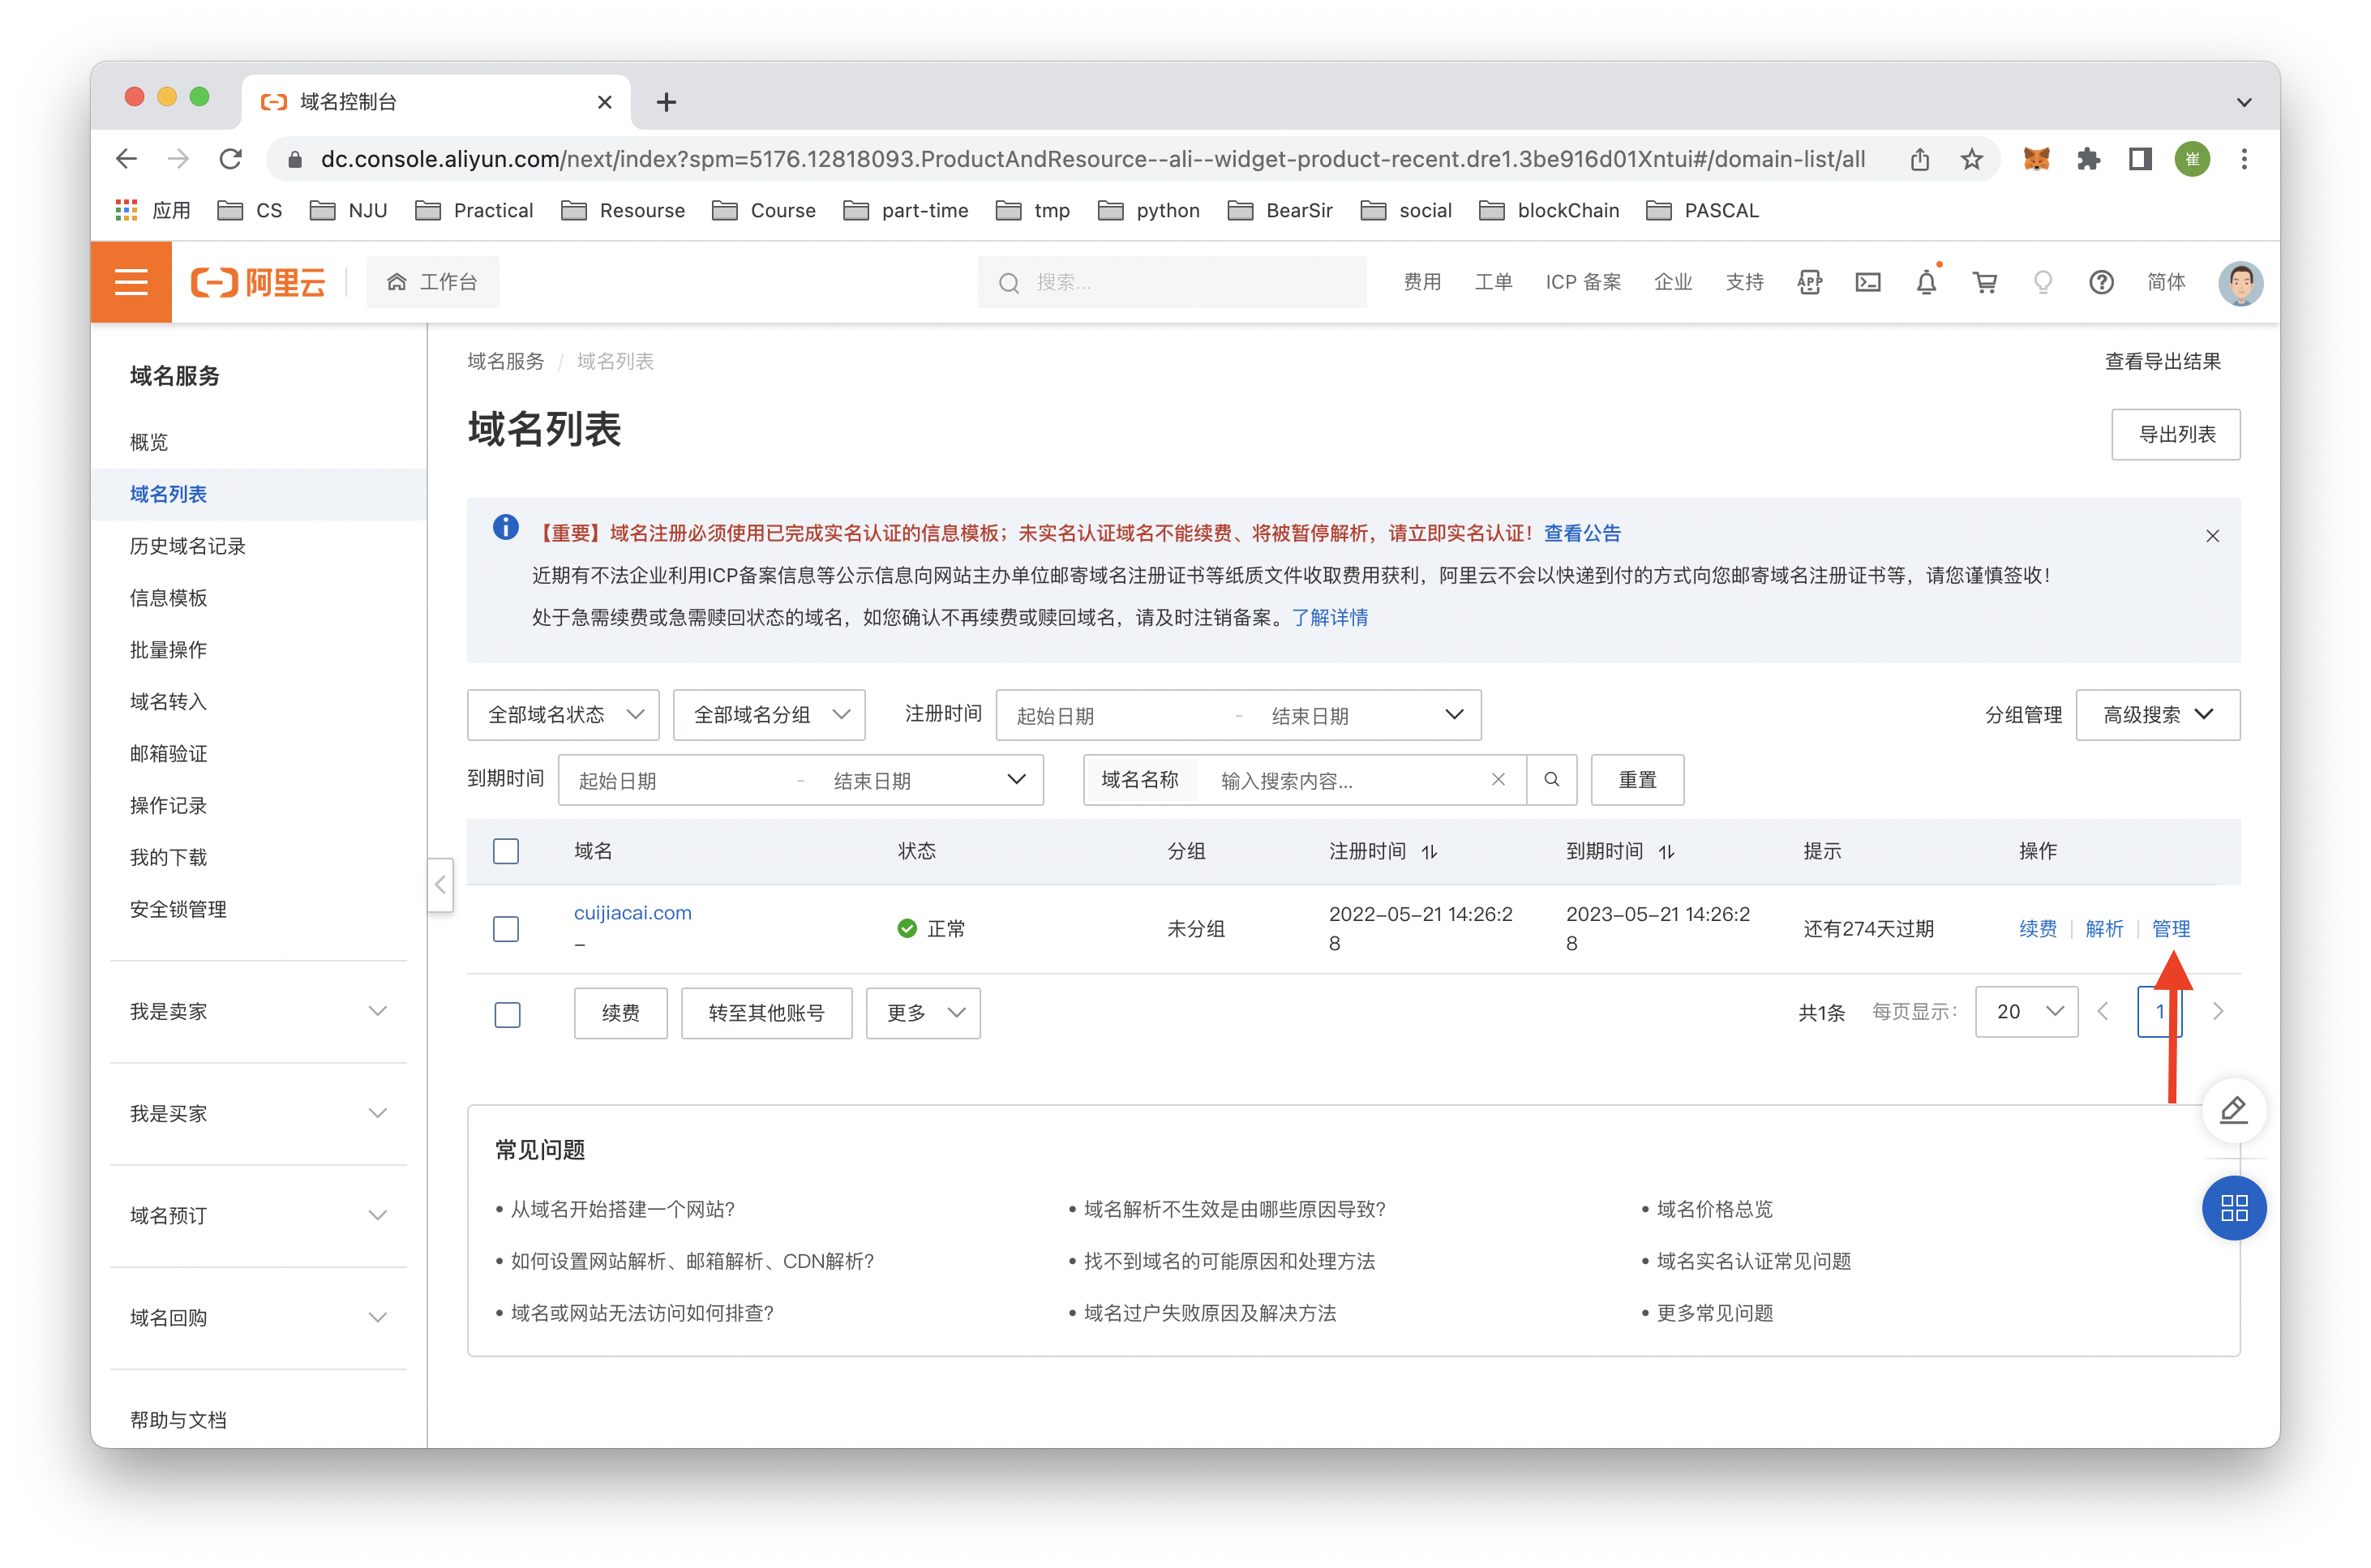 域名控制台
dc.console.aliyun.com/next/index?spm=5176.12818093.ProductAndResource--ali--widget-product-recent.dre1.3be916d01Xntui#/domain-list/all
崔
应用 CS NJU Practical Resourse Course part-time tmp python BearSir social blockChain PASCAL
阿里云 工作台 搜索... 费用 工单 ICP 备案 企业 支持 APP 简体
域名服务
概览
域名列表
历史域名记录
信息模板
批量操作
域名转入
邮箱验证
操作记录
我的下载
安全锁管理
我是卖家
我是买家
域名预订
域名回购
帮助与文档
域名服务 / 域名列表
查看导出结果
域名列表
导出列表
【重要】域名注册必须使用已完成实名认证的信息模板；未实名认证域名不能续费、将被暂停解析，请立即实名认证！查看公告
近期有不法企业利用ICP备案信息等公示信息向网站主办单位邮寄域名注册证书等纸质文件收取费用获利，阿里云不会以快递到付的方式向您邮寄域名注册证书等，请您谨慎签收！
处于急需续费或急需赎回状态的域名，如您确认不再续费或赎回域名，请及时注销备案。了解详情
全部域名状态 全部域名分组 注册时间 起始日期 - 结束日期 分组管理 高级搜索
到期时间 起始日期 - 结束日期 域名名称 输入搜索内容... 重置
域名 状态 分组 注册时间 到期时间 提示 操作
cuijiacai.com 正常 未分组 2022-05-21 14:26:2 2023-05-21 14:26:2 还有274天过期 续费 解析 管理
– 8 8
续费 转至其他账号 更多 共1条 每页显示： 20 1
常见问题
• 从域名开始搭建一个网站? • 域名解析不生效是由哪些原因导致? • 域名价格总览
• 如何设置网站解析、邮箱解析、CDN解析? • 找不到域名的可能原因和处理方法 • 域名实名认证常见问题
• 域名或网站无法访问如何排查? • 域名过户失败原因及解决方法 • 更多常见问题